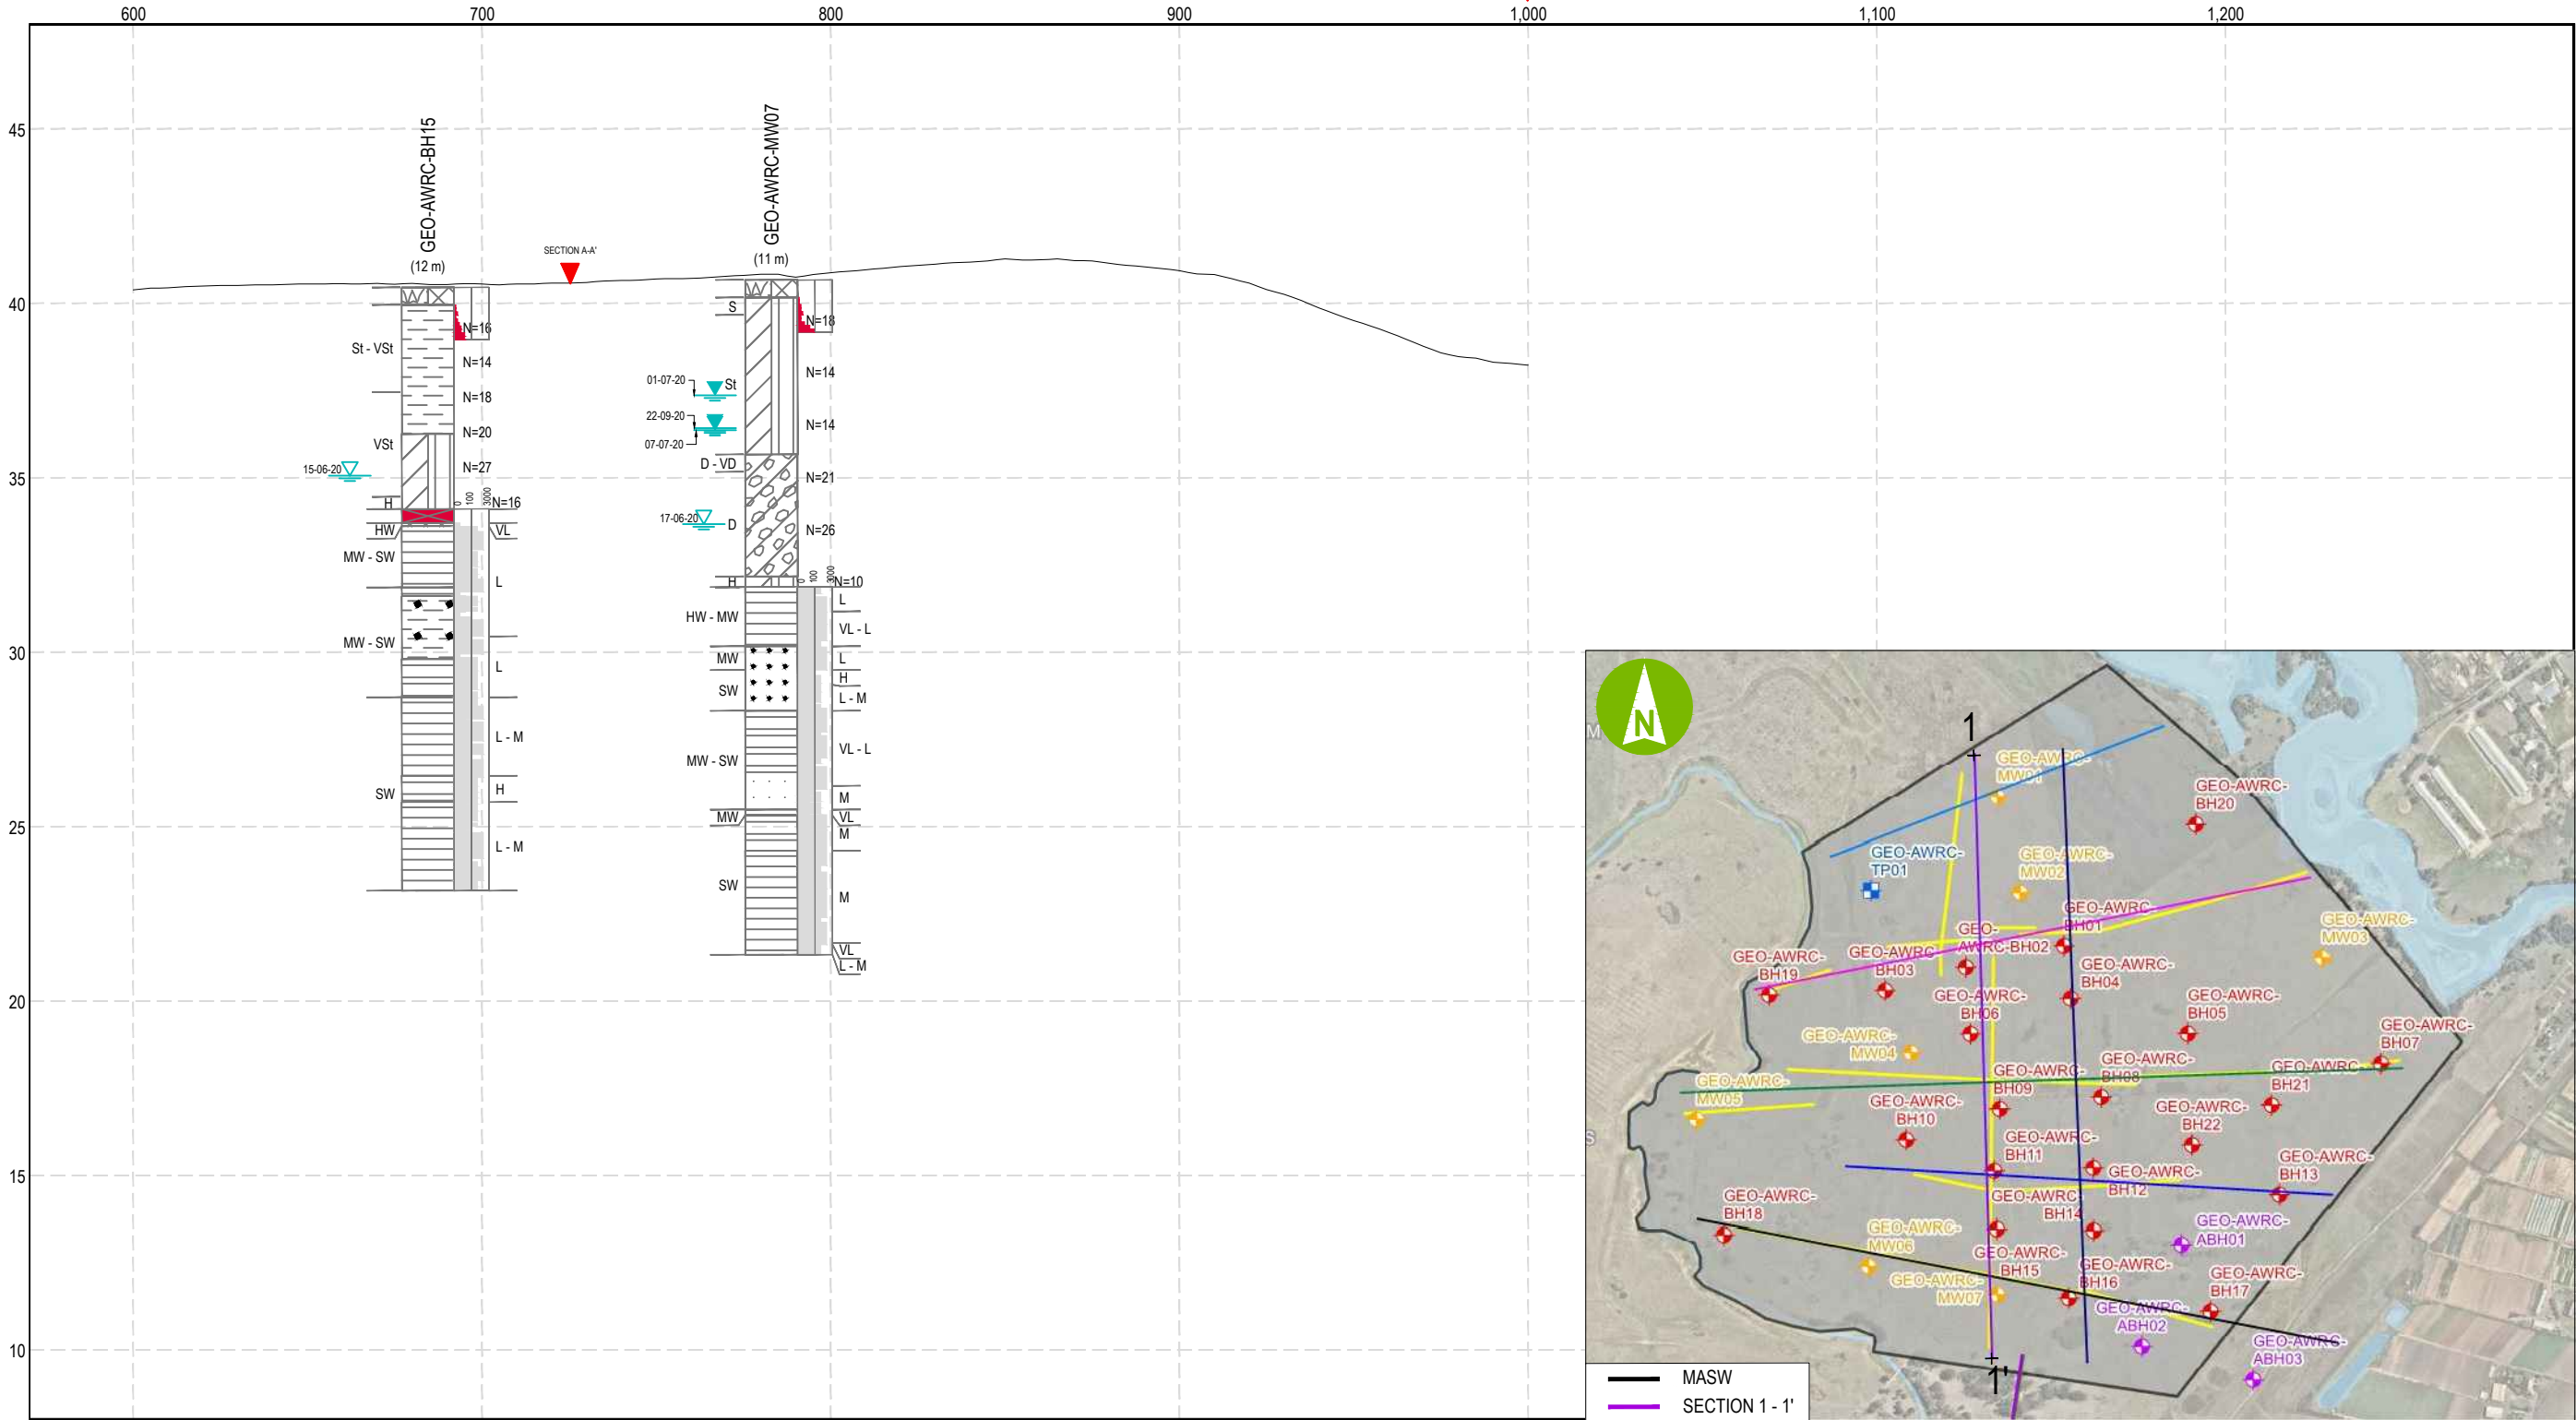 600 700 800 900 1,000 1,100 1,200
45
40
35
30
25
20
15
10
GEO-AWRC-BH15
(12 m)
SECTION A-A'
GEO-AWRC-MW07
(11 m)
St - VSt
VSt
H
HW
MW - SW
MW - SW
SW
15-06-20
N=16
N=14
N=18
N=20
N=27
N=16
0 100 3000
VL
L
L
L - M
H
L - M
S
St
D - VD
D
H
HW - MW
MW
SW
MW - SW
MW
SW
01-07-20
22-09-20
07-07-20
17-06-20
N=18
N=14
N=14
N=21
N=26
N=10
0 100 3000
L
VL - L
L
H
L - M
VL - L
M
VL
M
M
VL
L - M
N
M
S
1
GEO-AWRC-
MW01
GEO-AWRC-
BH20
GEO-AWRC-
TP01
GEO-AWRC-
MW02
GEO-AWRC-
BH01
GEO-AWRC-
MW03
GEO-
AWRC-BH02
GEO-AWRC-
BH19
GEO-AWRC-
BH03
GEO-AWRC-
BH04
GEO-AWRC-
BH06
GEO-AWRC-
BH05
GEO-AWRC-
BH07
GEO-AWRC-
MW04
GEO-AWRC-
BH08
GEO-AWRC-
BH09
GEO-AWRC-
BH21
GEO-AWRC-
MW05
GEO-AWRC-
BH10
GEO-AWRC-
BH22
GEO-AWRC-
BH11
GEO-AWRC-
BH12
GEO-AWRC-
BH13
GEO-AWRC-
BH18
GEO-AWRC-
BH14
GEO-AWRC-
MW06
GEO-AWRC-
ABH01
GEO-AWRC-
BH15
GEO-AWRC-
BH16
GEO-AWRC-
MW07
GEO-AWRC-
BH17
GEO-AWRC-
ABH02
GEO-AWRC-
ABH03
1'
MASW
SECTION 1 - 1'